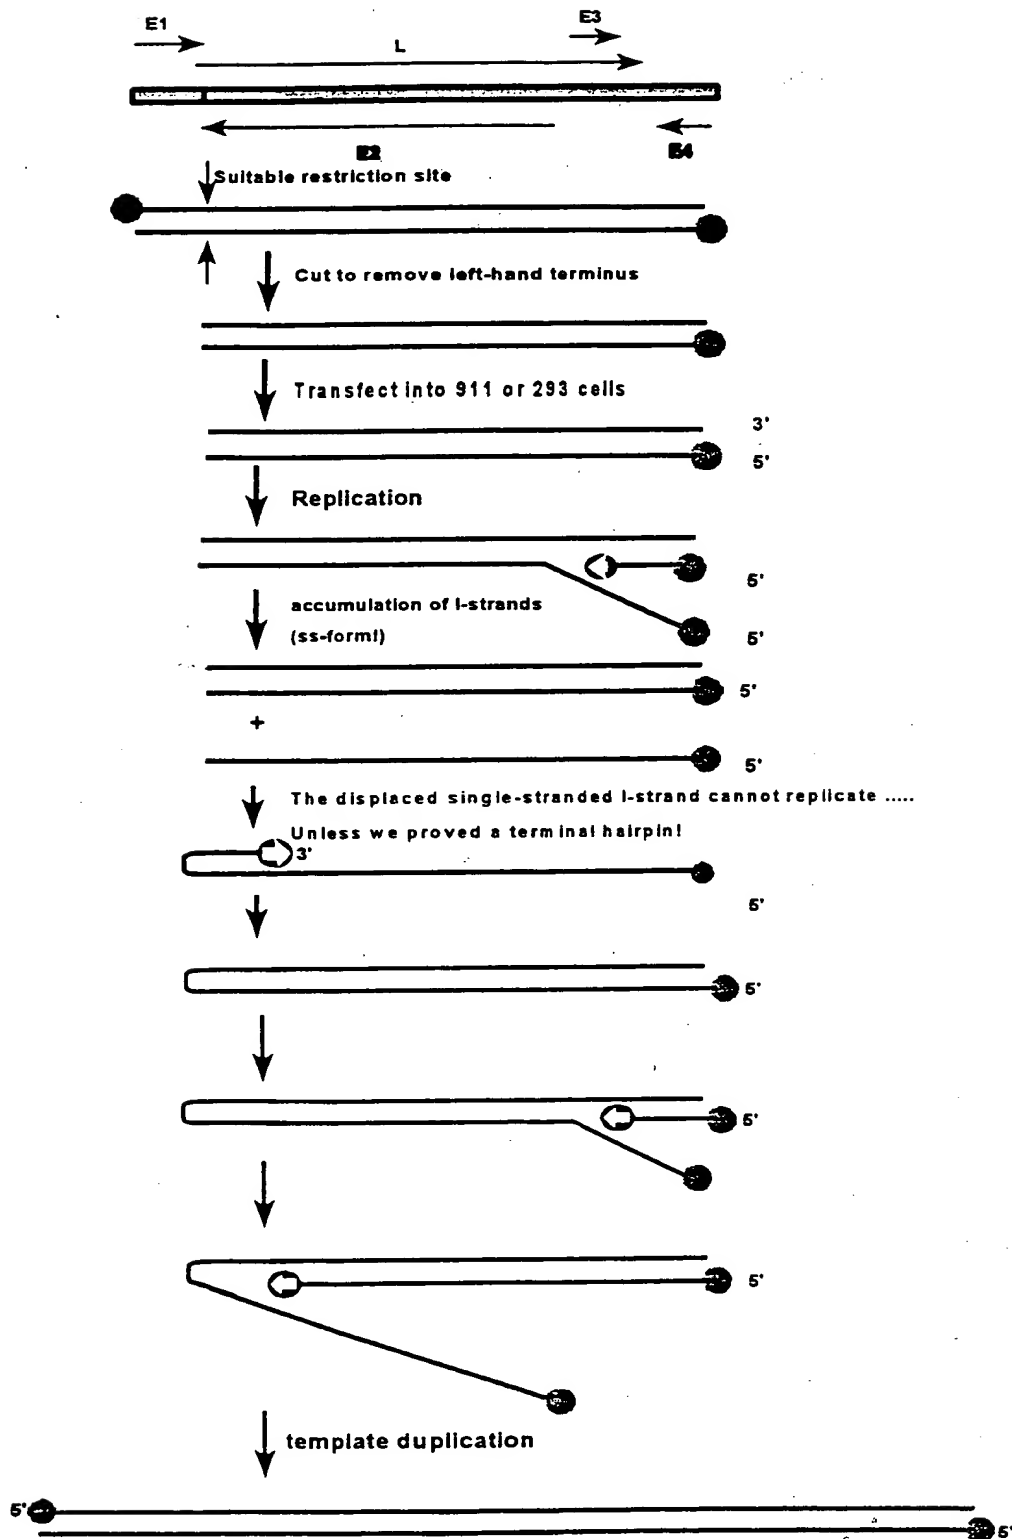 E1
E3
L
E2
E4
Suitable restriction site
Cut to remove left-hand terminus
Transfect into 911 or 293 cells
3'
5'
Replication
5'
accumulation of l-strands
(ss-form!)
5'
5'
+
5'
The displaced single-stranded l-strand cannot replicate .....
Unless we proved a terminal hairpin!
3'
5'
5'
5'
5'
template duplication
5'
5'